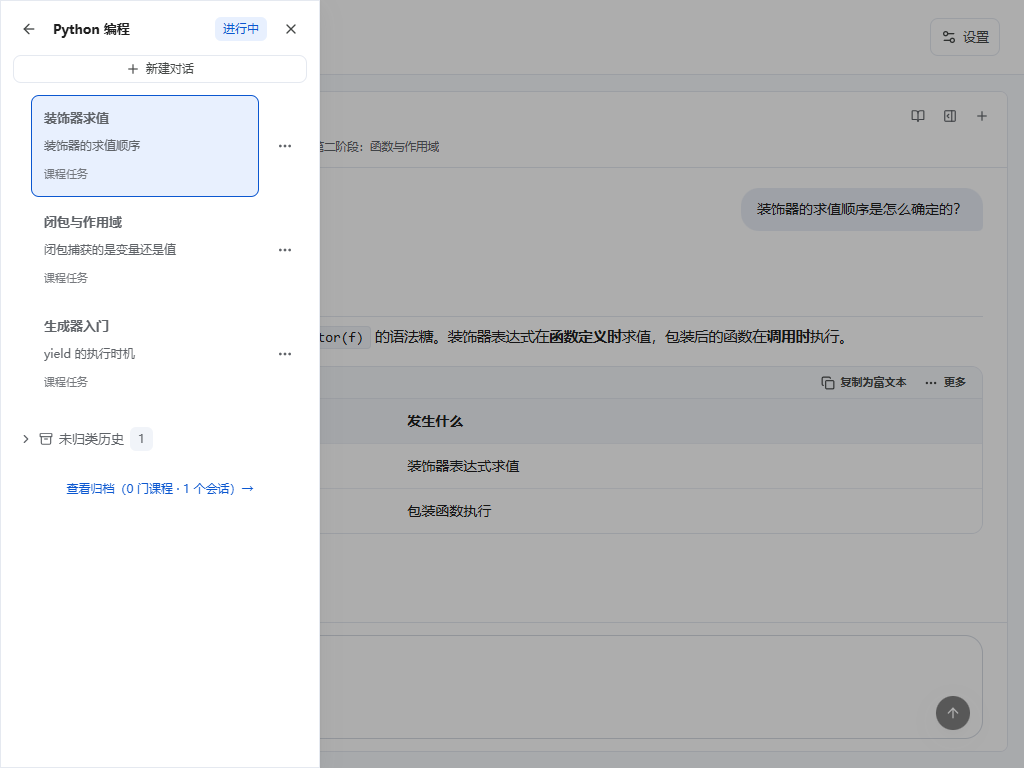 Python 编程
进行中
新建对话
装饰器求值
装饰器的求值顺序
课程任务
闭包与作用域
闭包捕获的是变量还是值
课程任务
生成器入门
yield 的执行时机
课程任务
未归类历史 1
查看归档（0 门课程 · 1 个会话）→
设置
第二阶段：函数与作用域
装饰器的求值顺序是怎么确定的？
tor(f) 的语法糖。装饰器表达式在函数定义时求值，包装后的函数在调用时执行。
复制为富文本
更多
发生什么
装饰器表达式求值
包装函数执行